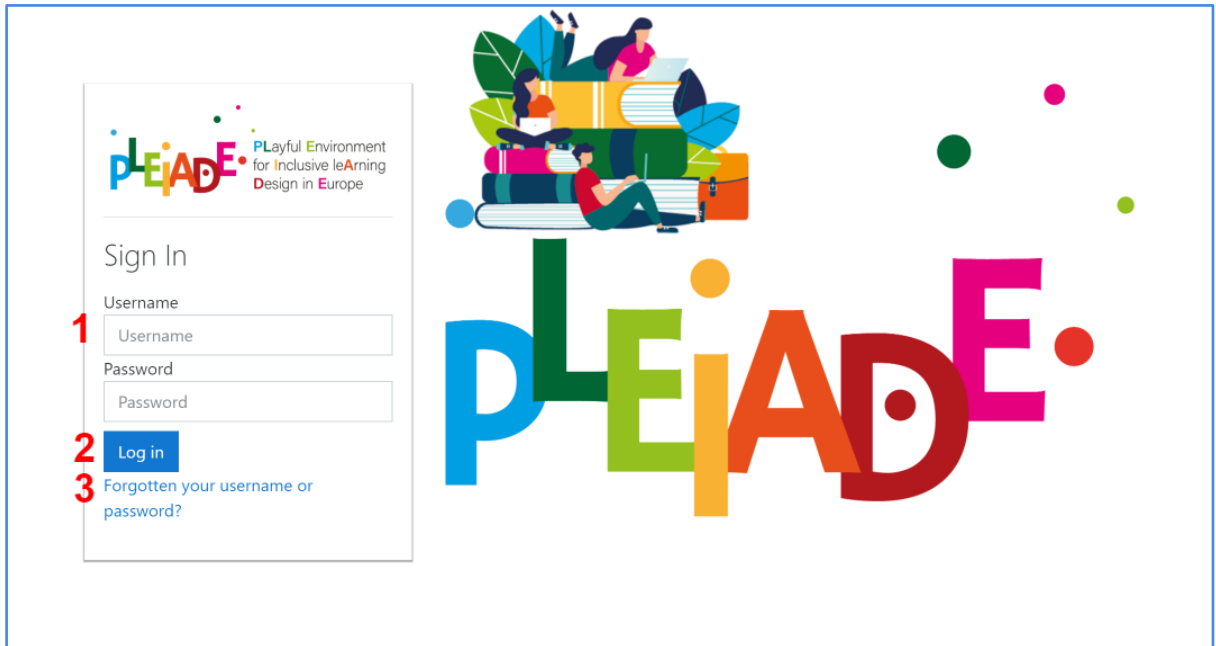 PLEiADE
PLayful Environment
for Inclusive leArning
Design in Europe
Sign In
Username
1 Username
Password
Password
2 Log in
3 Forgotten your username or
password?
PLEiADE